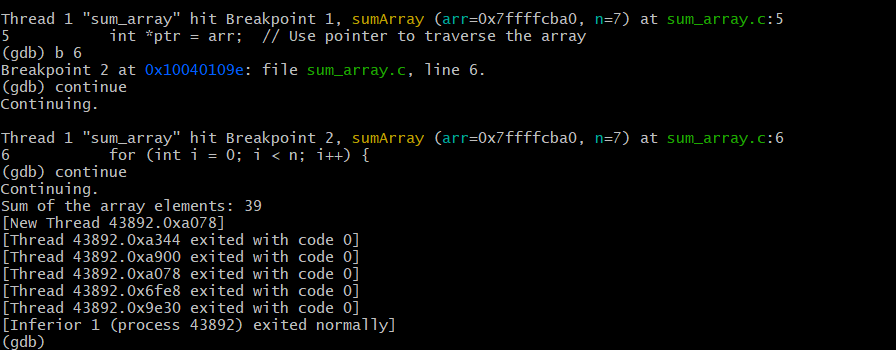 Thread 1 "sum_array" hit Breakpoint 1, sumArray (arr=0x7ffffcba0, n=7) at sum_array.c:5
5           int *ptr = arr;  // Use pointer to traverse the array
(gdb) b 6
Breakpoint 2 at 0x10040109e: file sum_array.c, line 6.
(gdb) continue
Continuing.

Thread 1 "sum_array" hit Breakpoint 2, sumArray (arr=0x7ffffcba0, n=7) at sum_array.c:6
6           for (int i = 0; i < n; i++) {
(gdb) continue
Continuing.
Sum of the array elements: 39
[New Thread 43892.0xa078]
[Thread 43892.0xa344 exited with code 0]
[Thread 43892.0xa900 exited with code 0]
[Thread 43892.0xa078 exited with code 0]
[Thread 43892.0x6fe8 exited with code 0]
[Thread 43892.0x9e30 exited with code 0]
[Inferior 1 (process 43892) exited normally]
(gdb)